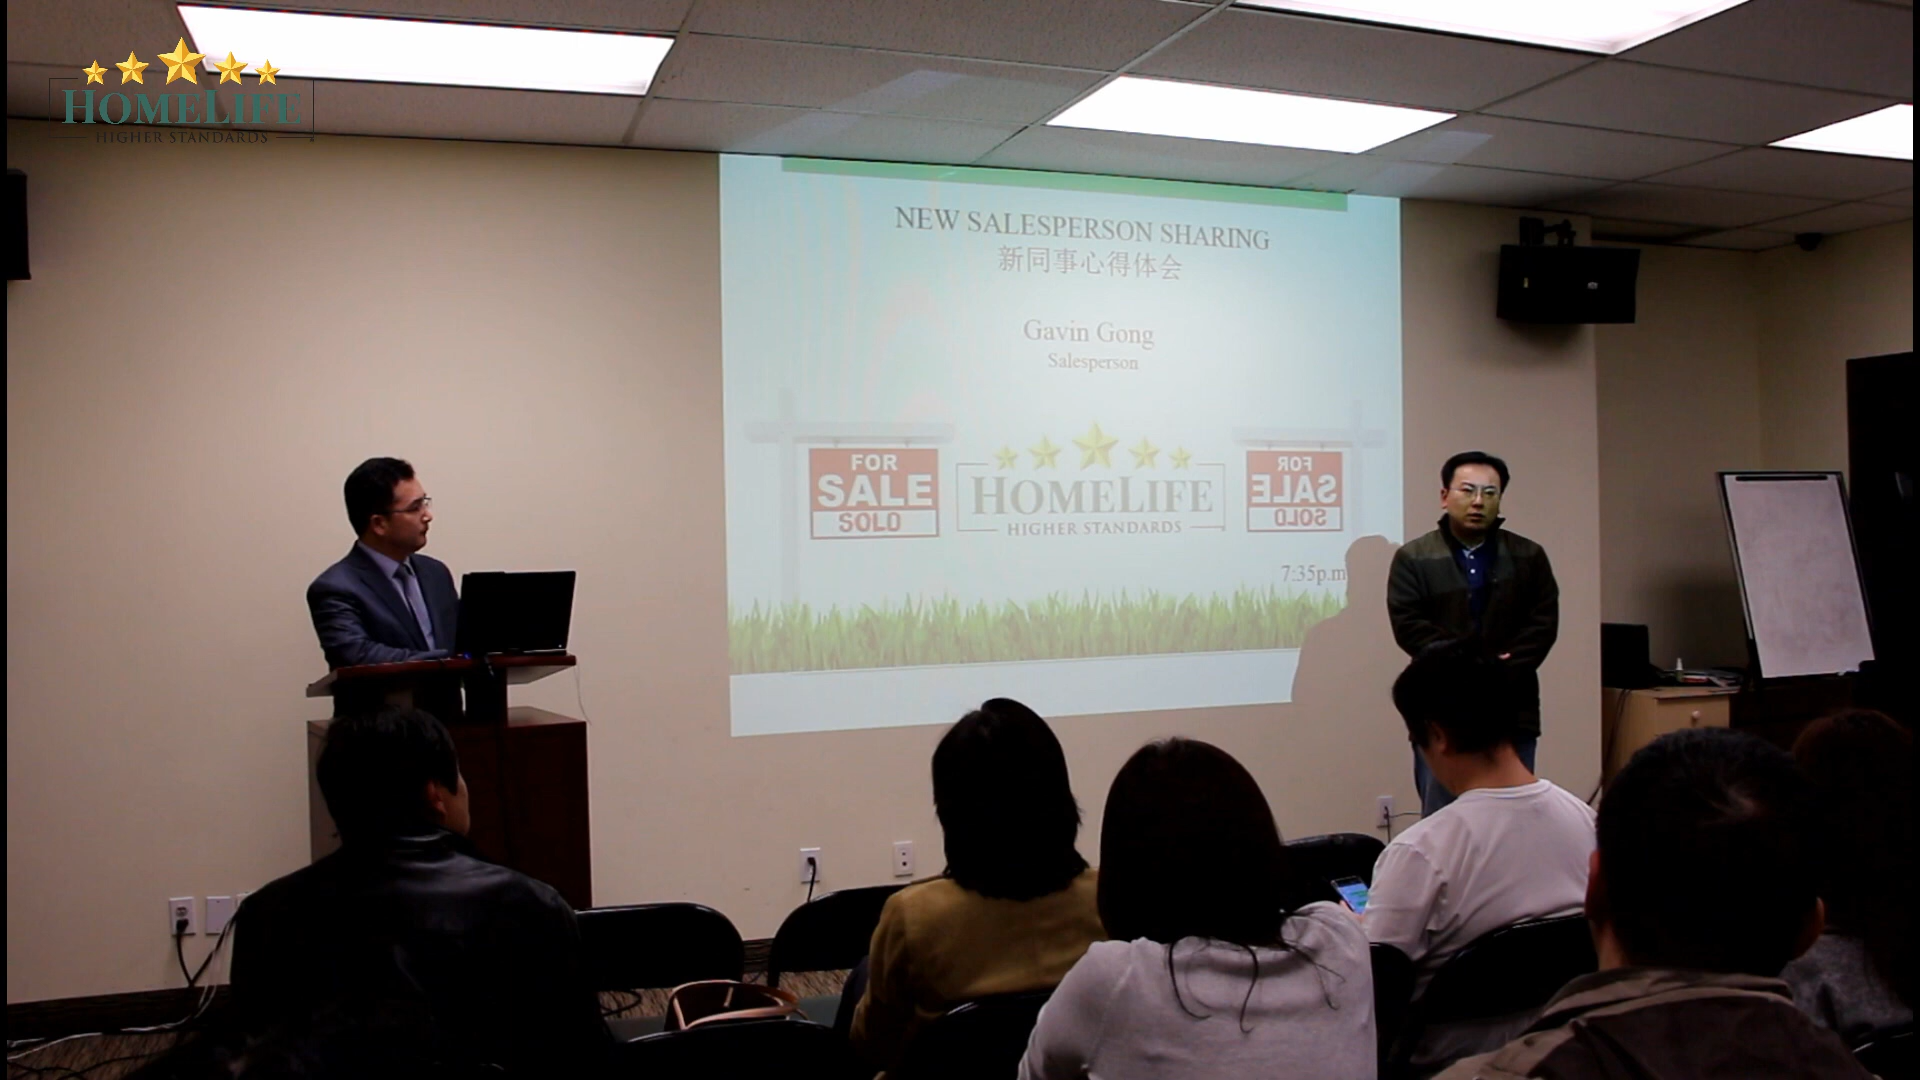 HOMELIFE
HIGHER STANDARDS
NEW SALESPERSON SHARING
新同事心得体会
Gavin Gong
Salesperson
FOR
SALE
SOLD
HOMELIFE
HIGHER STANDARDS
FOR
SALE
SOLD
7:35p.m